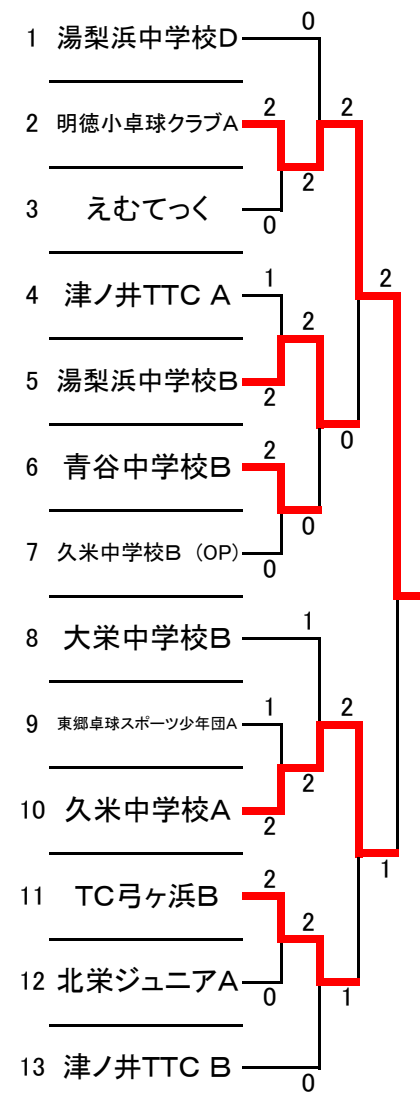 0
1 湯梨浜中学校D
2 2
2 明徳小卓球クラブA
2
3 えむてっく
0
2
1
4 津ノ井TTC A
2
5 湯梨浜中学校B
2
0
2
6 青谷中学校B
0
7 久米中学校B (OP)
0
1
8 大栄中学校B
1 2
9 東郷卓球スポーツ少年団A
2
10 久米中学校A
2
1
2
11 TC弓ヶ浜B
2
12 北栄ジュニアA
0 1
13 津ノ井TTC B
0